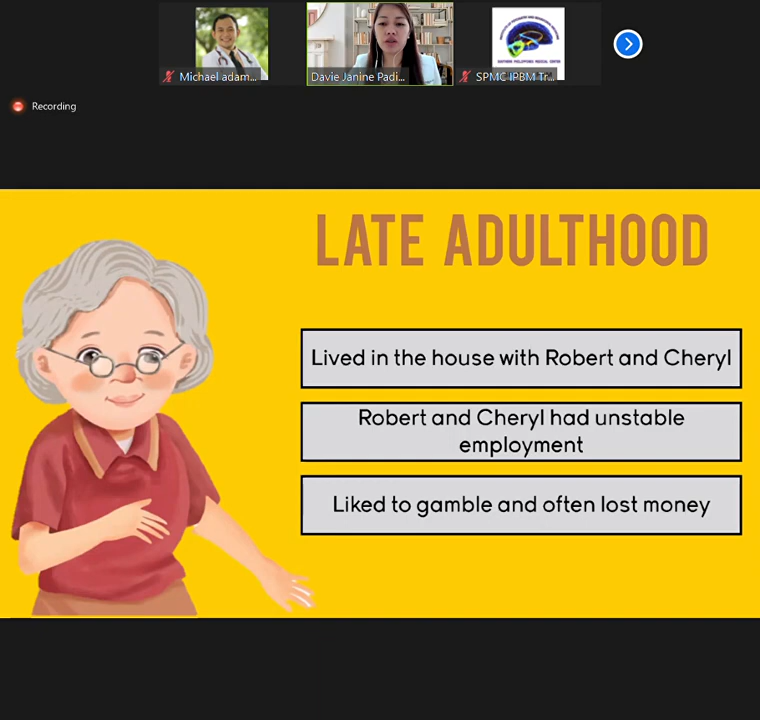 Michael adam...
Davie Janine Padi...
SPMC IPBM Tr...
Recording
LATE ADULTHOOD
Lived in the house with Robert and Cheryl
Robert and Cheryl had unstable
employment
Liked to gamble and often lost money